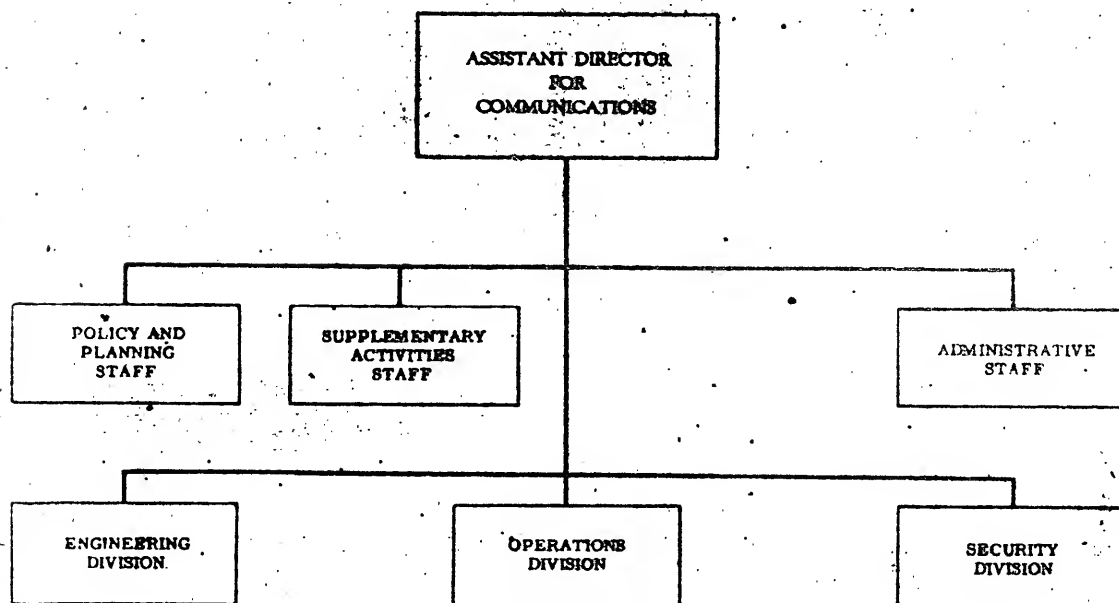 ASSISTANT DIRECTOR
FOR
COMMUNICATIONS
POLICY AND
PLANNING
STAFF
SUPPLEMENTARY
ACTIVITIES
STAFF
ADMINISTRATIVE
STAFF
ENGINEERING
DIVISION.
OPERATIONS
DIVISION
SECURITY
DIVISION